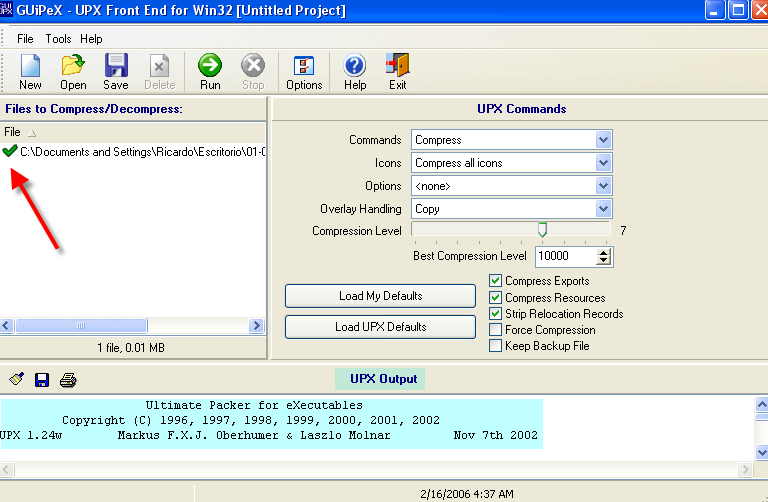 GUiPeX - UPX Front End for Win32 [Untitled Project]
File Tools Help
New Open Save Delete Run Stop Options Help Exit
Files to Compress/Decompress:
File
C:\Documents and Settings\Ricardo\Escritorio\01-
1 file, 0.01 MB
UPX Commands
Commands Compress
Icons Compress all icons
Options <none>
Overlay Handling Copy
Compression Level 7
Best Compression Level 10000
Load My Defaults
Load UPX Defaults
Compress Exports
Compress Resources
Strip Relocation Records
Force Compression
Keep Backup File
UPX Output
Ultimate Packer for eXecutables
Copyright (C) 1996, 1997, 1998, 1999, 2000, 2001, 2002
UPX 1.24w Markus F.X.J. Oberhumer & Laszlo Molnar Nov 7th 2002
2/16/2006 4:37 AM